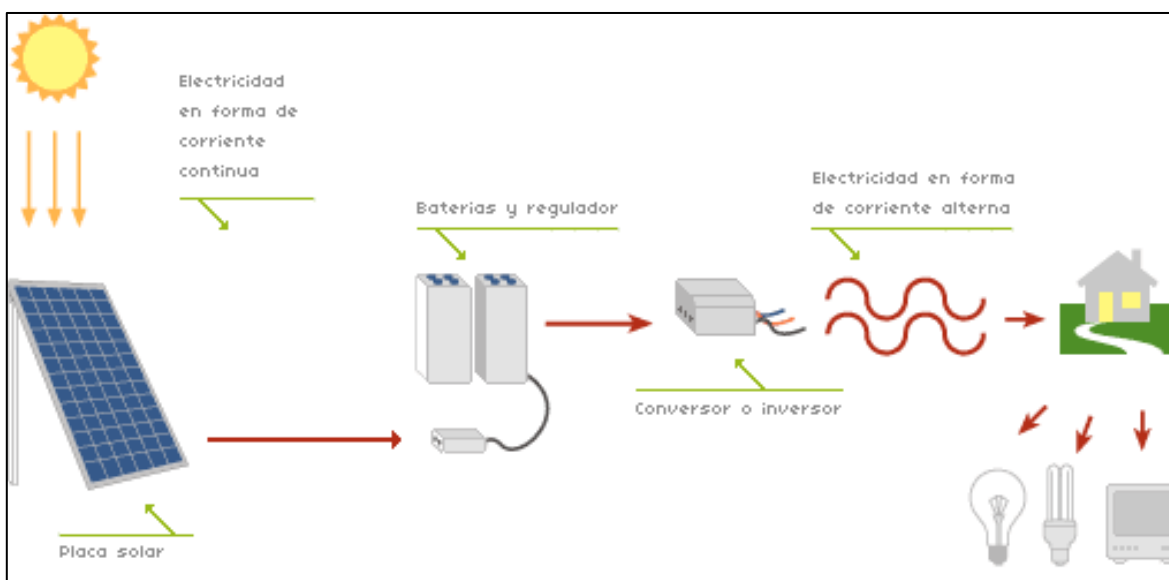 Electricidad
en forma de
corriente
continua
Baterias y regulador
Electricidad en forma
de corriente alterna
Conversor o inversor
Placa solar